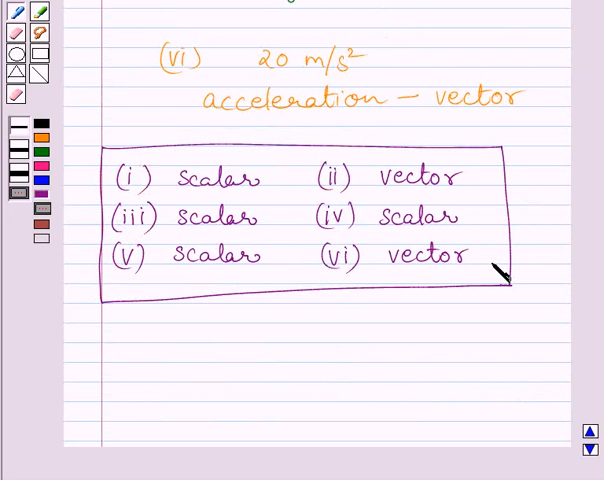 (vi) 20 m/s²
acceleration – vector
(i) scalar (ii) vector
(iii) scalar (iv) scalar
(v) scalar (vi) vector